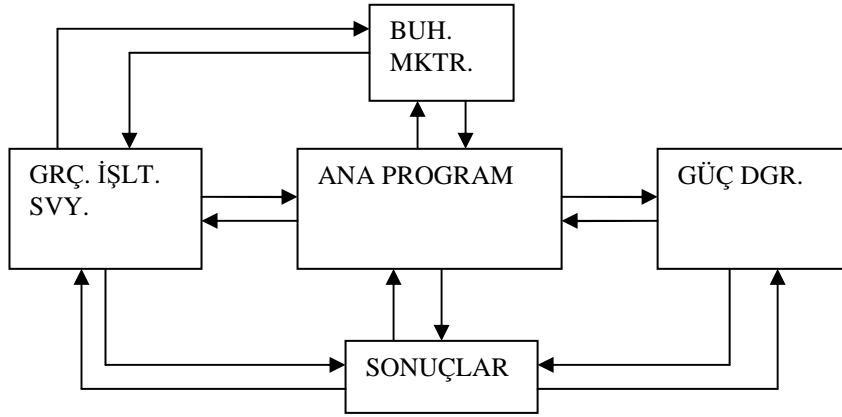 BUH.
MKTR.
GRÇ. İŞLT.
SVY.
ANA PROGRAM
GÜÇ DGR.
SONUÇLAR